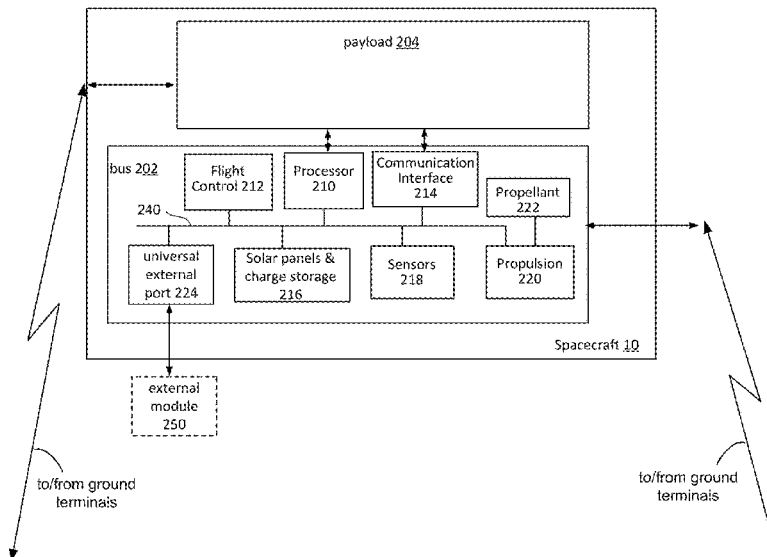 payload 204
bus 202
Flight
Control 212
Processor
210
Communication
Interface
214
Propellant
222
240
universal
external
port 224
Solar panels &
charge storage
216
Sensors
218
Propulsion
220
Spacecraft 10
external
module
250
to/from ground
terminals
to/from ground
terminals